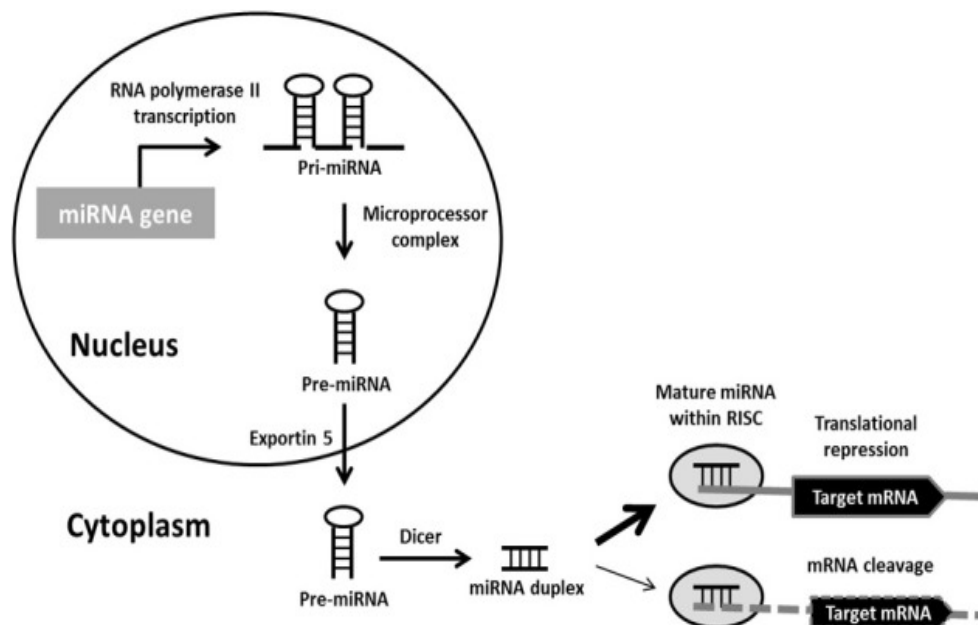 RNA polymerase II
transcription
Pri-miRNA
miRNA gene
Microprocessor
complex
Nucleus
Pre-miRNA
Exportin 5
Cytoplasm
Pre-miRNA
Dicer
miRNA duplex
Mature miRNA
within RISC
Translational
repression
Target mRNA
mRNA cleavage
Target mRNA